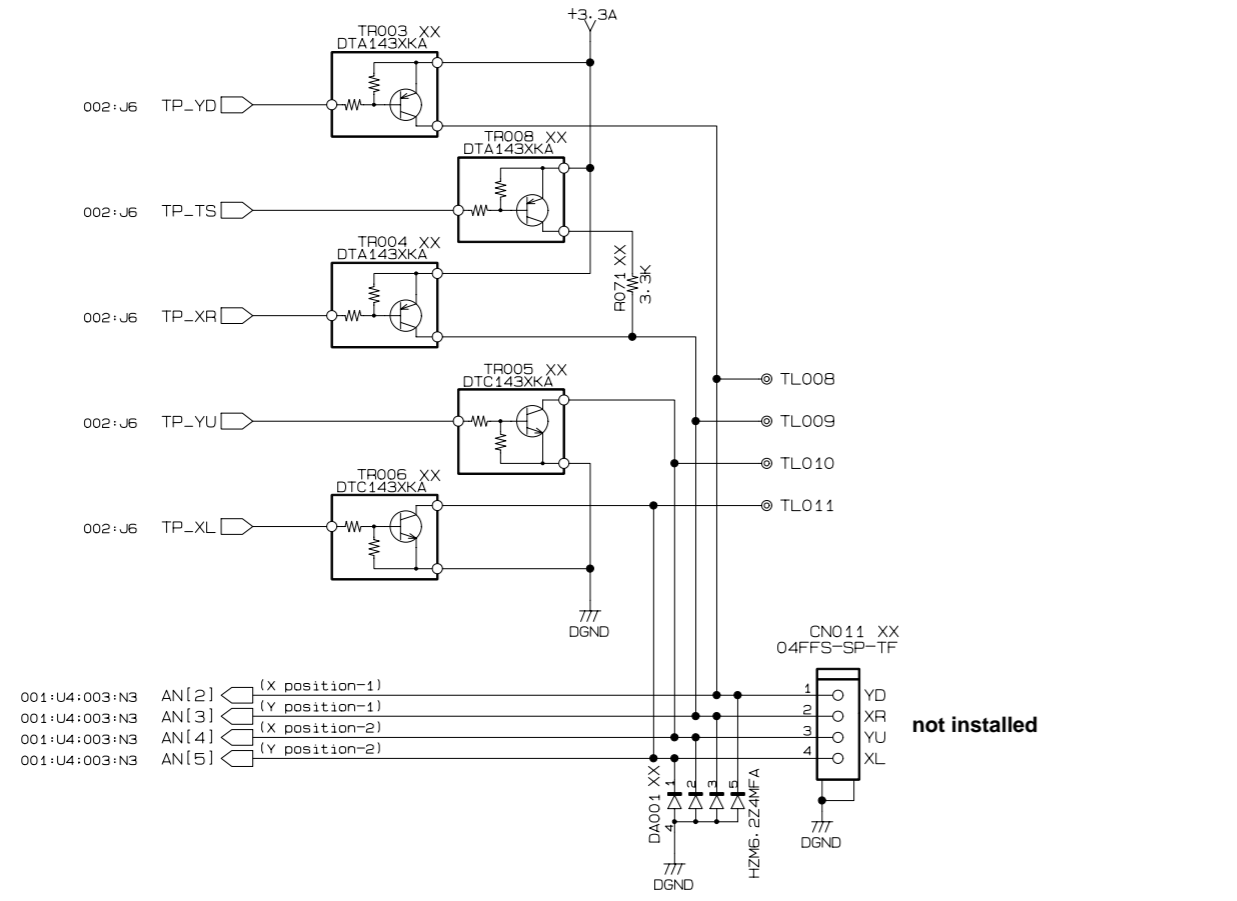 +3.3A
TR003 XX
DTA143XKA
002:J6 TP_YD
TR008 XX
DTA143XKA
002:J6 TP_TS
TR004 XX
DTA143XKA
R071 XX
3.3K
002:J6 TP_XR
TR005 XX
DTC143XKA
TL008
002:J6 TP_YU
TL009
TL010
TR006 XX
DTC143XKA
TL011
002:J6 TP_XL
DGND
CN011 XX
04FFS-SP-TF
001:U4:003:N3 AN[2] (X position-1) 1 YD
001:U4:003:N3 AN[3] (Y position-1) 2 XR
not installed
001:U4:003:N3 AN[4] (X position-2) 3 YU
001:U4:003:N3 AN[5] (Y position-2) 4 XL
DA001 XX
1 2 3 5
4
HZM6.2Z4MFA
DGND
DGND